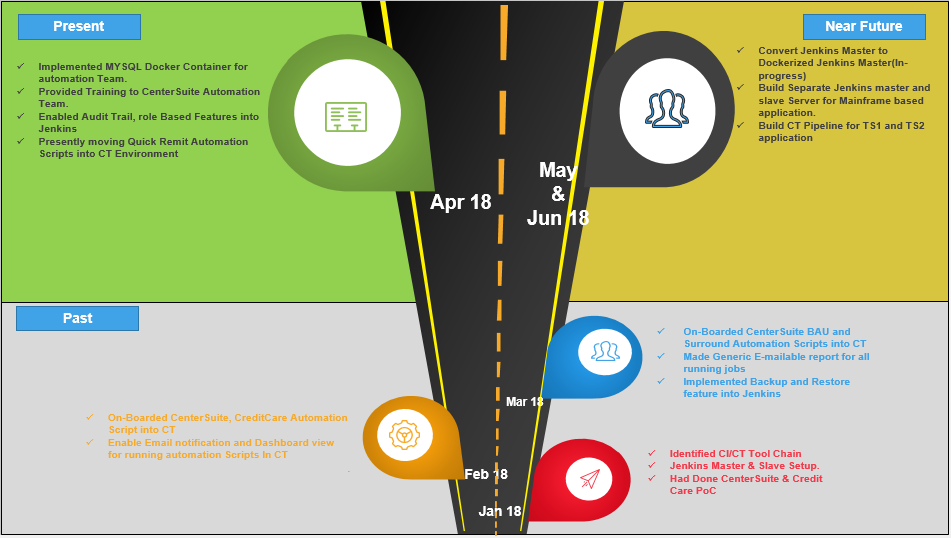 Present
Implemented MYSQL Docker Container for
automation Team.
Provided Training to CenterSuite Automation
Team.
Enabled Audit Trail, role Based Features into
Jenkins
Presently moving Quick Remit Automation
Scripts into CT Environment
Apr 18
Near Future
Convert Jenkins Master to
Dockerized Jenkins Master(In-
progress)
Build Separate Jenkins master and
slave Server for Mainframe based
application.
Build CT Pipeline for TS1 and TS2
application
May
&
Jun 18
Past
On-Boarded CenterSuite BAU and
Surround Automation Scripts into CT
Made Generic E-mailable report for all
running jobs
Implemented Backup and Restore
feature into Jenkins
Mar 18
On-Boarded CenterSuite, CreditCare Automation
Script into CT
Enable Email notification and Dashboard view
for running automation Scripts In CT
Feb 18
Identified CI/CT Tool Chain
Jenkins Master & Slave Setup.
Had Done CenterSuite & Credit
Care PoC
Jan 18